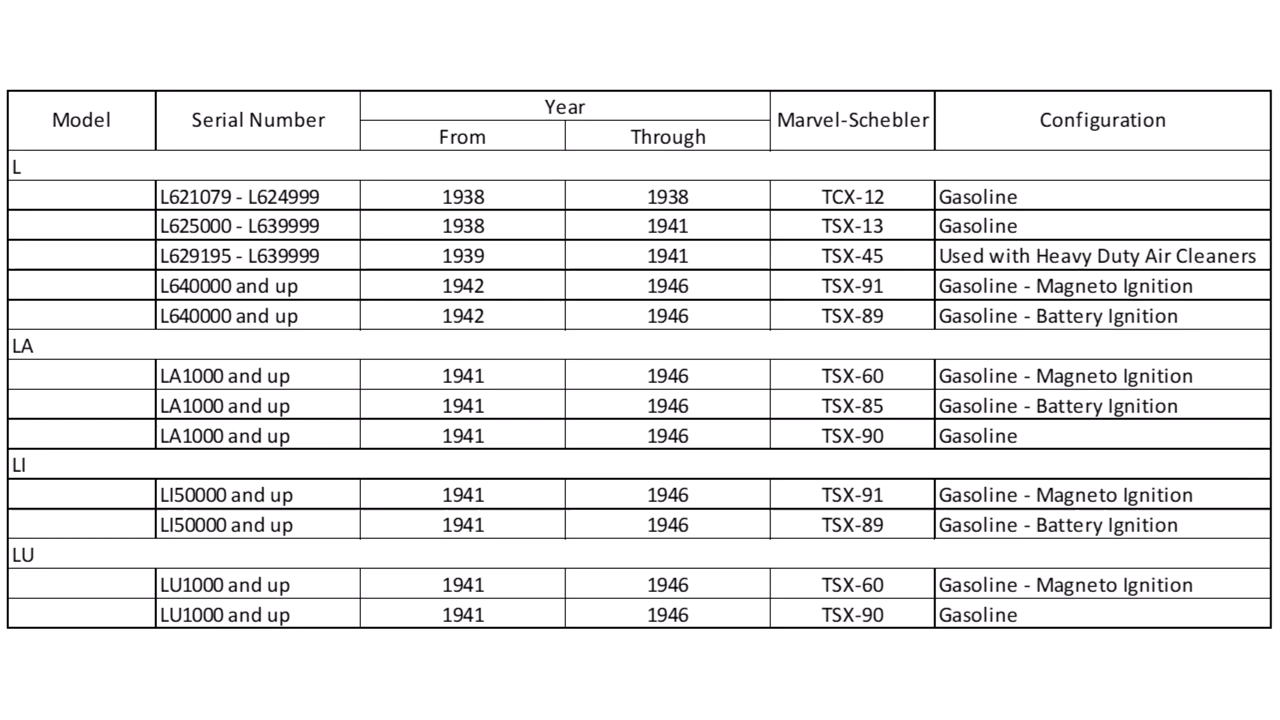 Model Serial Number Year Marvel-Schebler Configuration
From Through
L
L621079 - L624999 1938 1938 TCX-12 Gasoline
L625000 - L639999 1938 1941 TSX-13 Gasoline
L629195 - L639999 1939 1941 TSX-45 Used with Heavy Duty Air Cleaners
L640000 and up 1942 1946 TSX-91 Gasoline - Magneto Ignition
L640000 and up 1942 1946 TSX-89 Gasoline - Battery Ignition
LA
LA1000 and up 1941 1946 TSX-60 Gasoline - Magneto Ignition
LA1000 and up 1941 1946 TSX-85 Gasoline - Battery Ignition
LA1000 and up 1941 1946 TSX-90 Gasoline
LI
LI50000 and up 1941 1946 TSX-91 Gasoline - Magneto Ignition
LI50000 and up 1941 1946 TSX-89 Gasoline - Battery Ignition
LU
LU1000 and up 1941 1946 TSX-60 Gasoline - Magneto Ignition
LU1000 and up 1941 1946 TSX-90 Gasoline